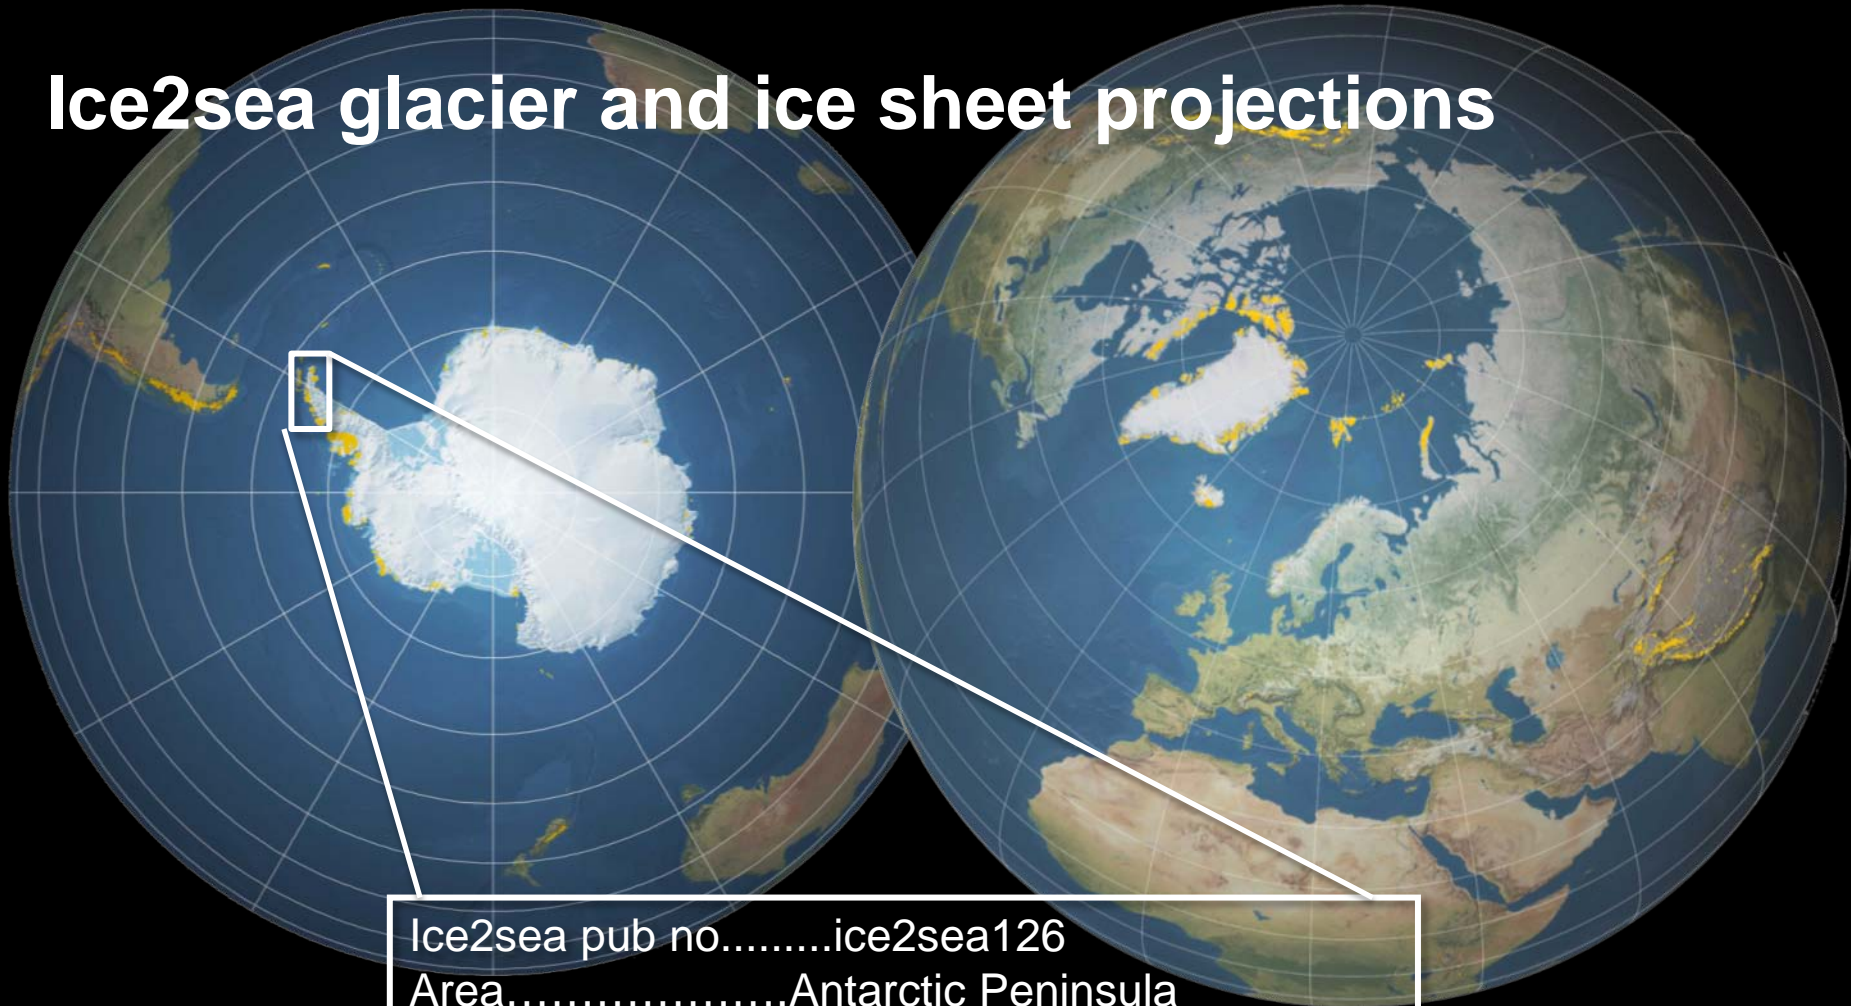 Ice2sea glacier and ice sheet projections
Ice2sea pub no.........ice2sea126
Area....................Antarctic Peninsula